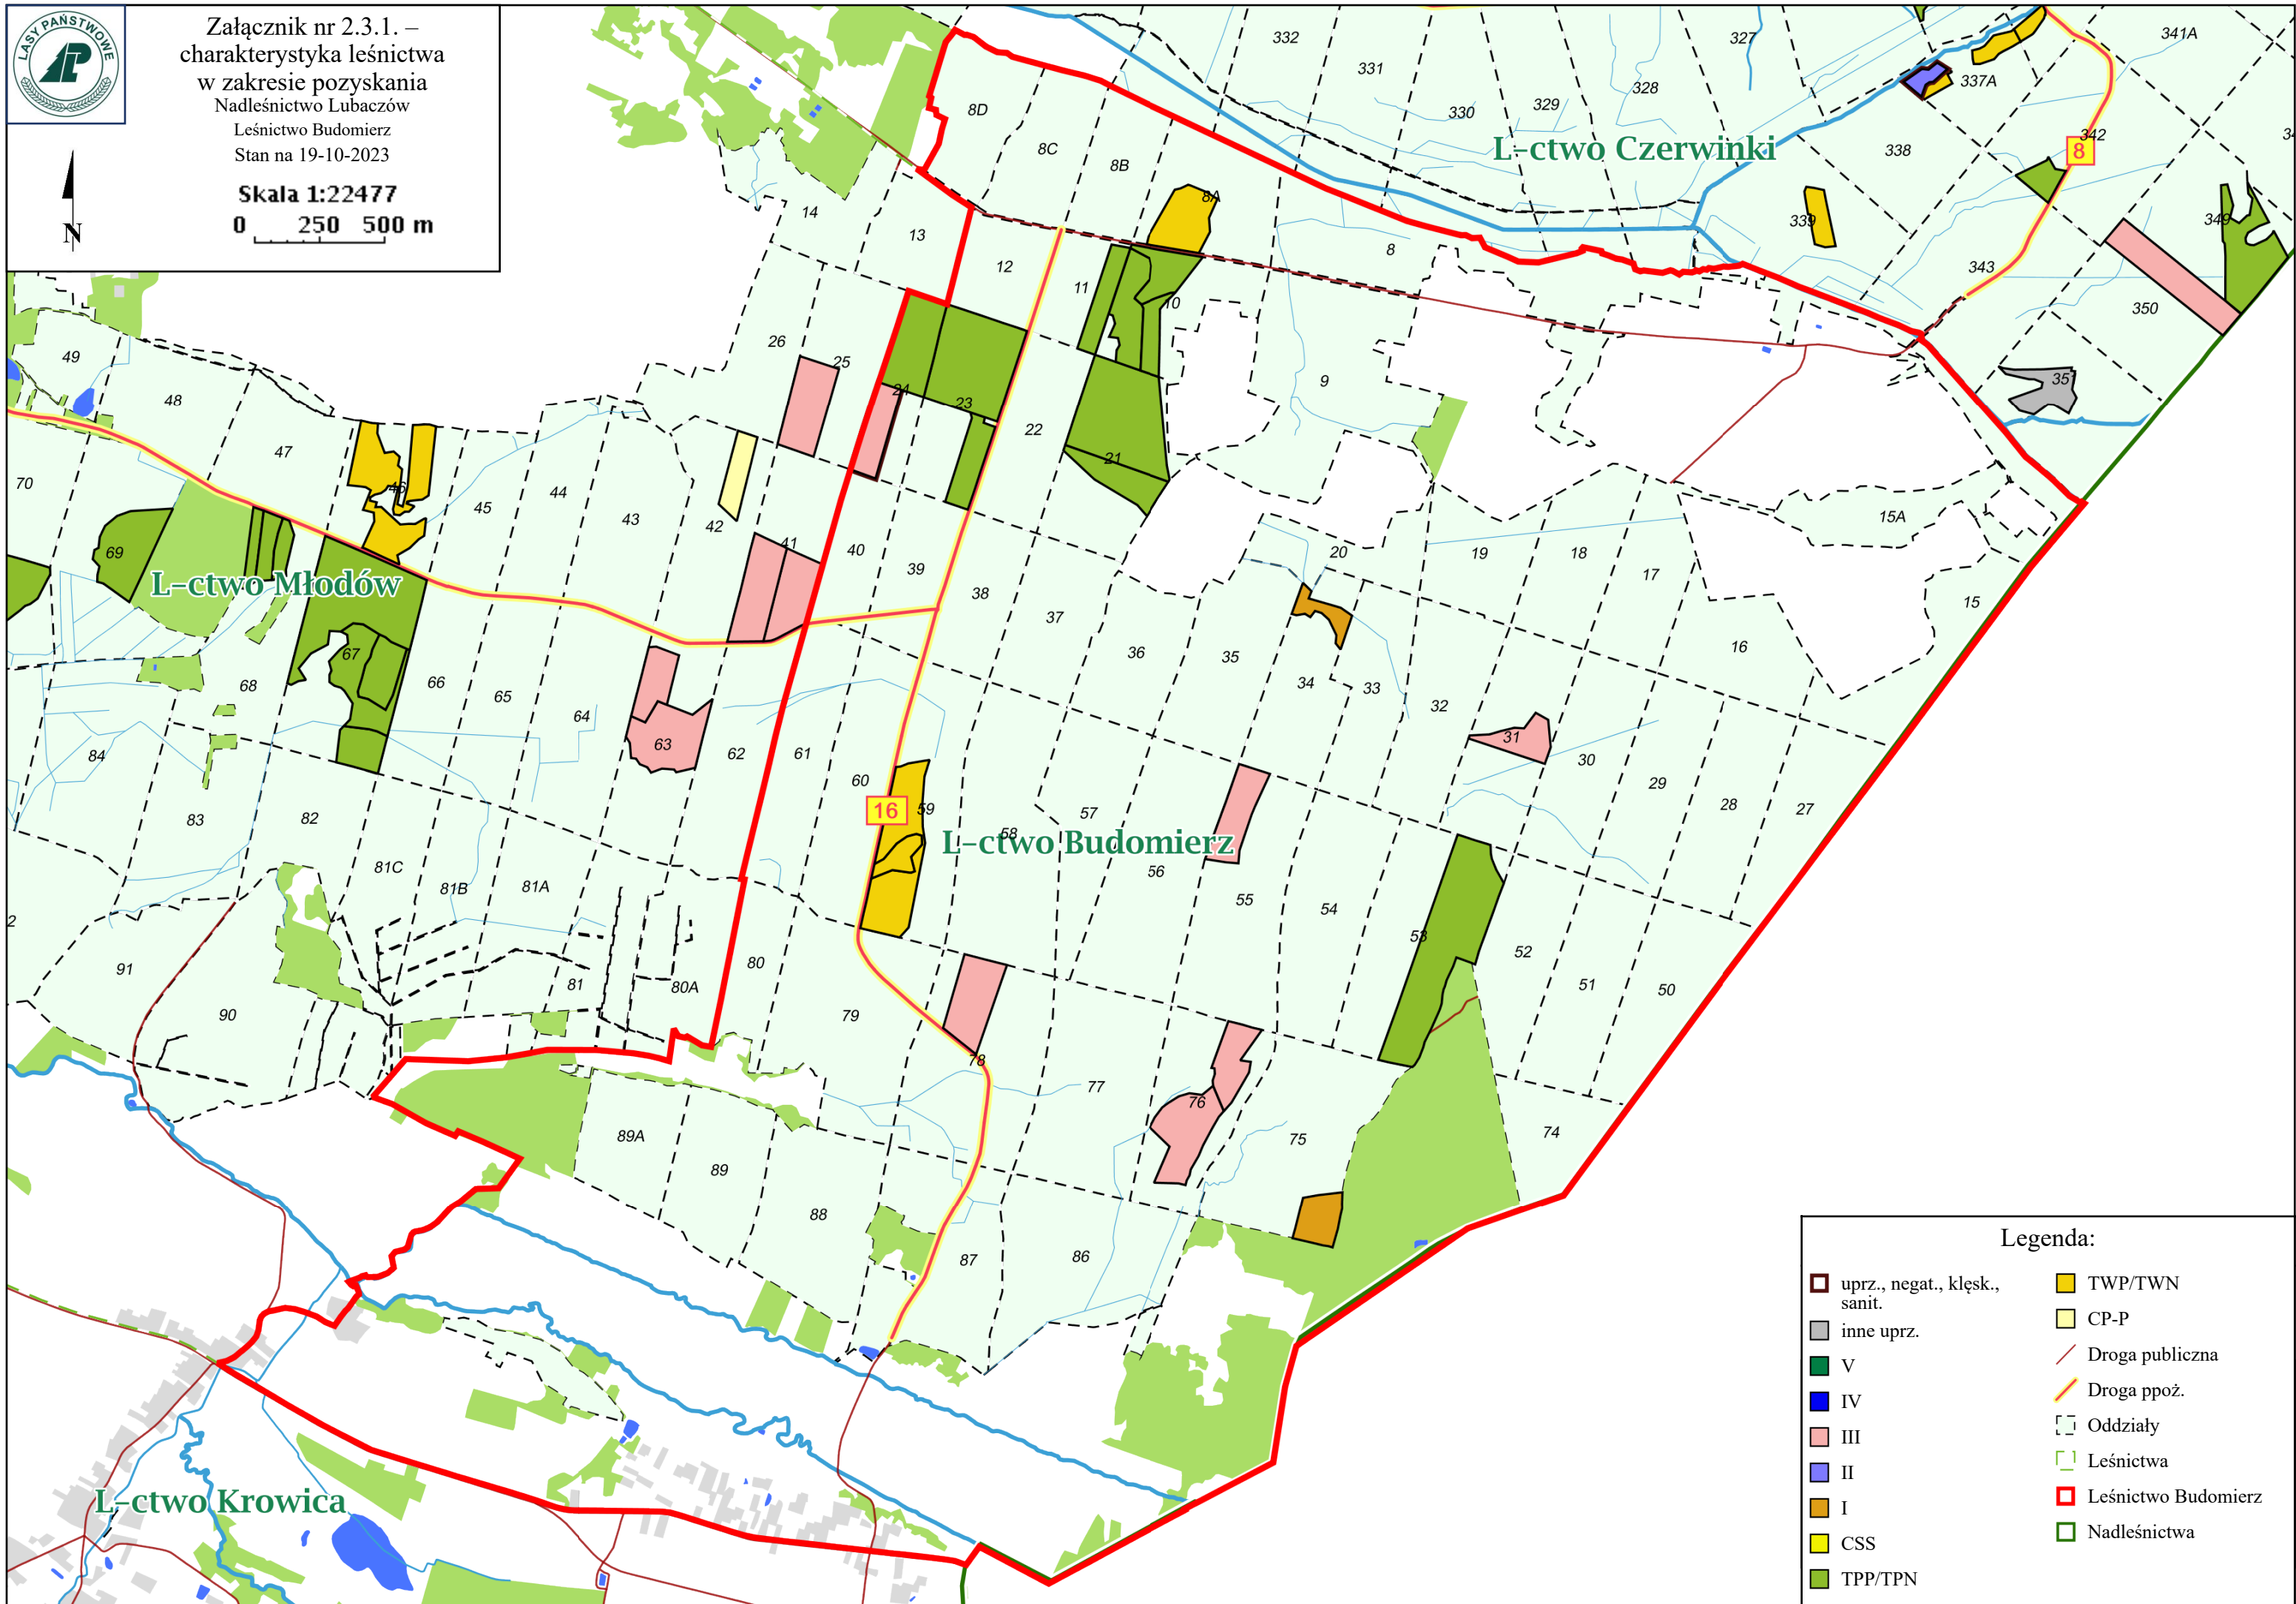 LASY PAŃSTWOWE
Załącznik nr 2.3.1. –
charakterystyka leśnictwa
w zakresie pozyskania
Nadleśnictwo Lubaczów
Leśnictwo Budomierz
Stan na 19-10-2023
Skala 1:22477
0 250 500 m
N
332
331
330
329
328
327
341A
337A
342
8
338
339
343
349
350
351
L–ctwo Czerwinki
8D
8C
8B
8A
8
14
13
12
11
10
9
26
25
24
23
22
21
49
48
47
46
45
44
43
42
41
40
39
38
37
36
35
34
33
32
31
30
29
28
27
20
19
18
17
16
15A
15
70
69
L–ctwo Młodów
68
67
66
65
64
63
62
61
60
59
16
58
57
56
55
54
53
52
51
50
L–ctwo Budomierz
84
83
82
81C
81B
81A
81
80A
80
79
78
77
76
75
74
2
91
90
89A
89
88
87
86
L–ctwo Krowica
Legenda:
uprz., negat., klęsk.,
sanit.
inne uprz.
V
IV
III
II
I
CSS
TPP/TPN
TWP/TWN
CP-P
Droga publiczna
Droga ppoż.
Oddziały
Leśnictwa
Leśnictwo Budomierz
Nadleśnictwa